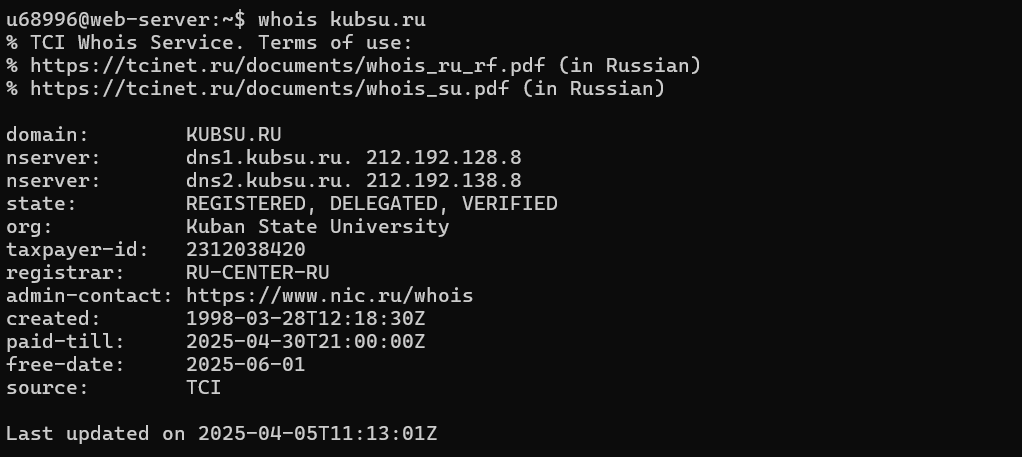 u68996@web-server:~$ whois kubsu.ru
% TCI Whois Service. Terms of use:
% https://tcinet.ru/documents/whois_ru_rf.pdf (in Russian)
% https://tcinet.ru/documents/whois_su.pdf (in Russian)
domain:        KUBSU.RU
nserver:       dns1.kubsu.ru. 212.192.128.8
nserver:       dns2.kubsu.ru. 212.192.138.8
state:         REGISTERED, DELEGATED, VERIFIED
org:           Kuban State University
taxpayer-id:   2312038420
registrar:     RU-CENTER-RU
admin-contact: https://www.nic.ru/whois
created:       1998-03-28T12:18:30Z
paid-till:     2025-04-30T21:00:00Z
free-date:     2025-06-01
source:        TCI
Last updated on 2025-04-05T11:13:01Z